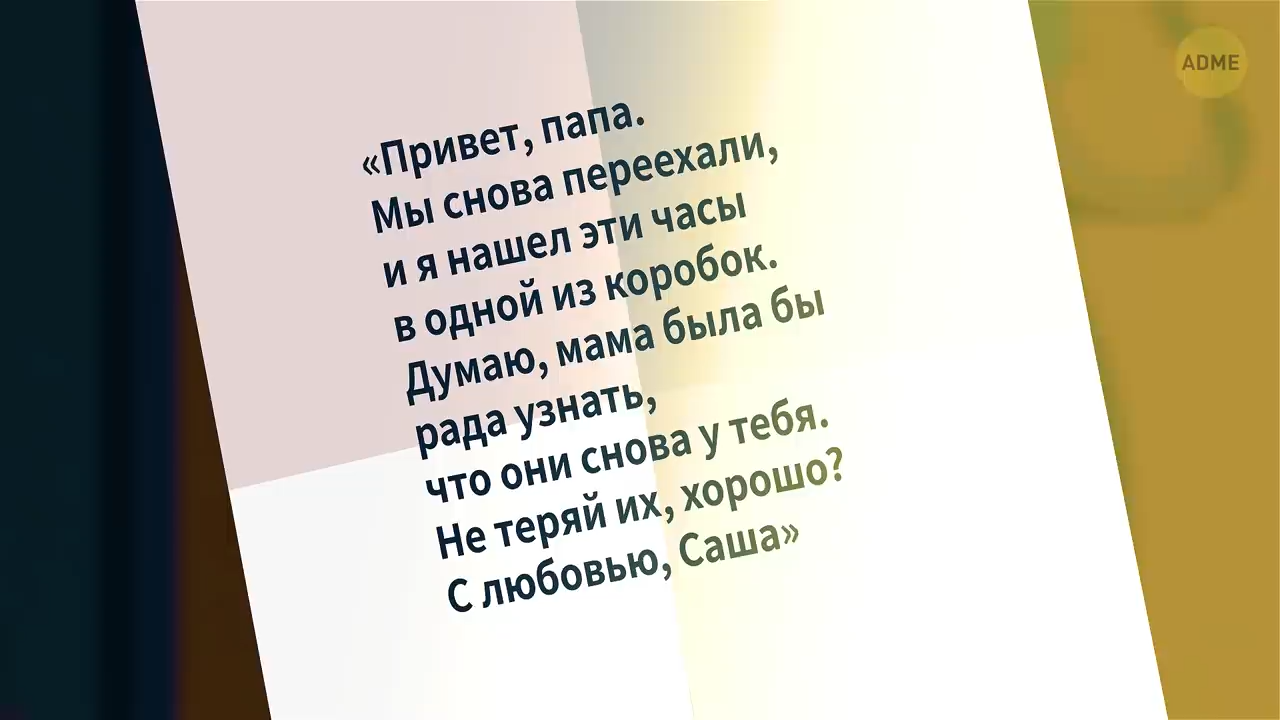 ADME
«Привет, папа.
Мы снова переехали,
и я нашел эти часы
в одной из коробок.
Думаю, мама была бы
рада узнать,
что они снова у тебя.
Не теряй их, хорошо?
С любовью, Саша»